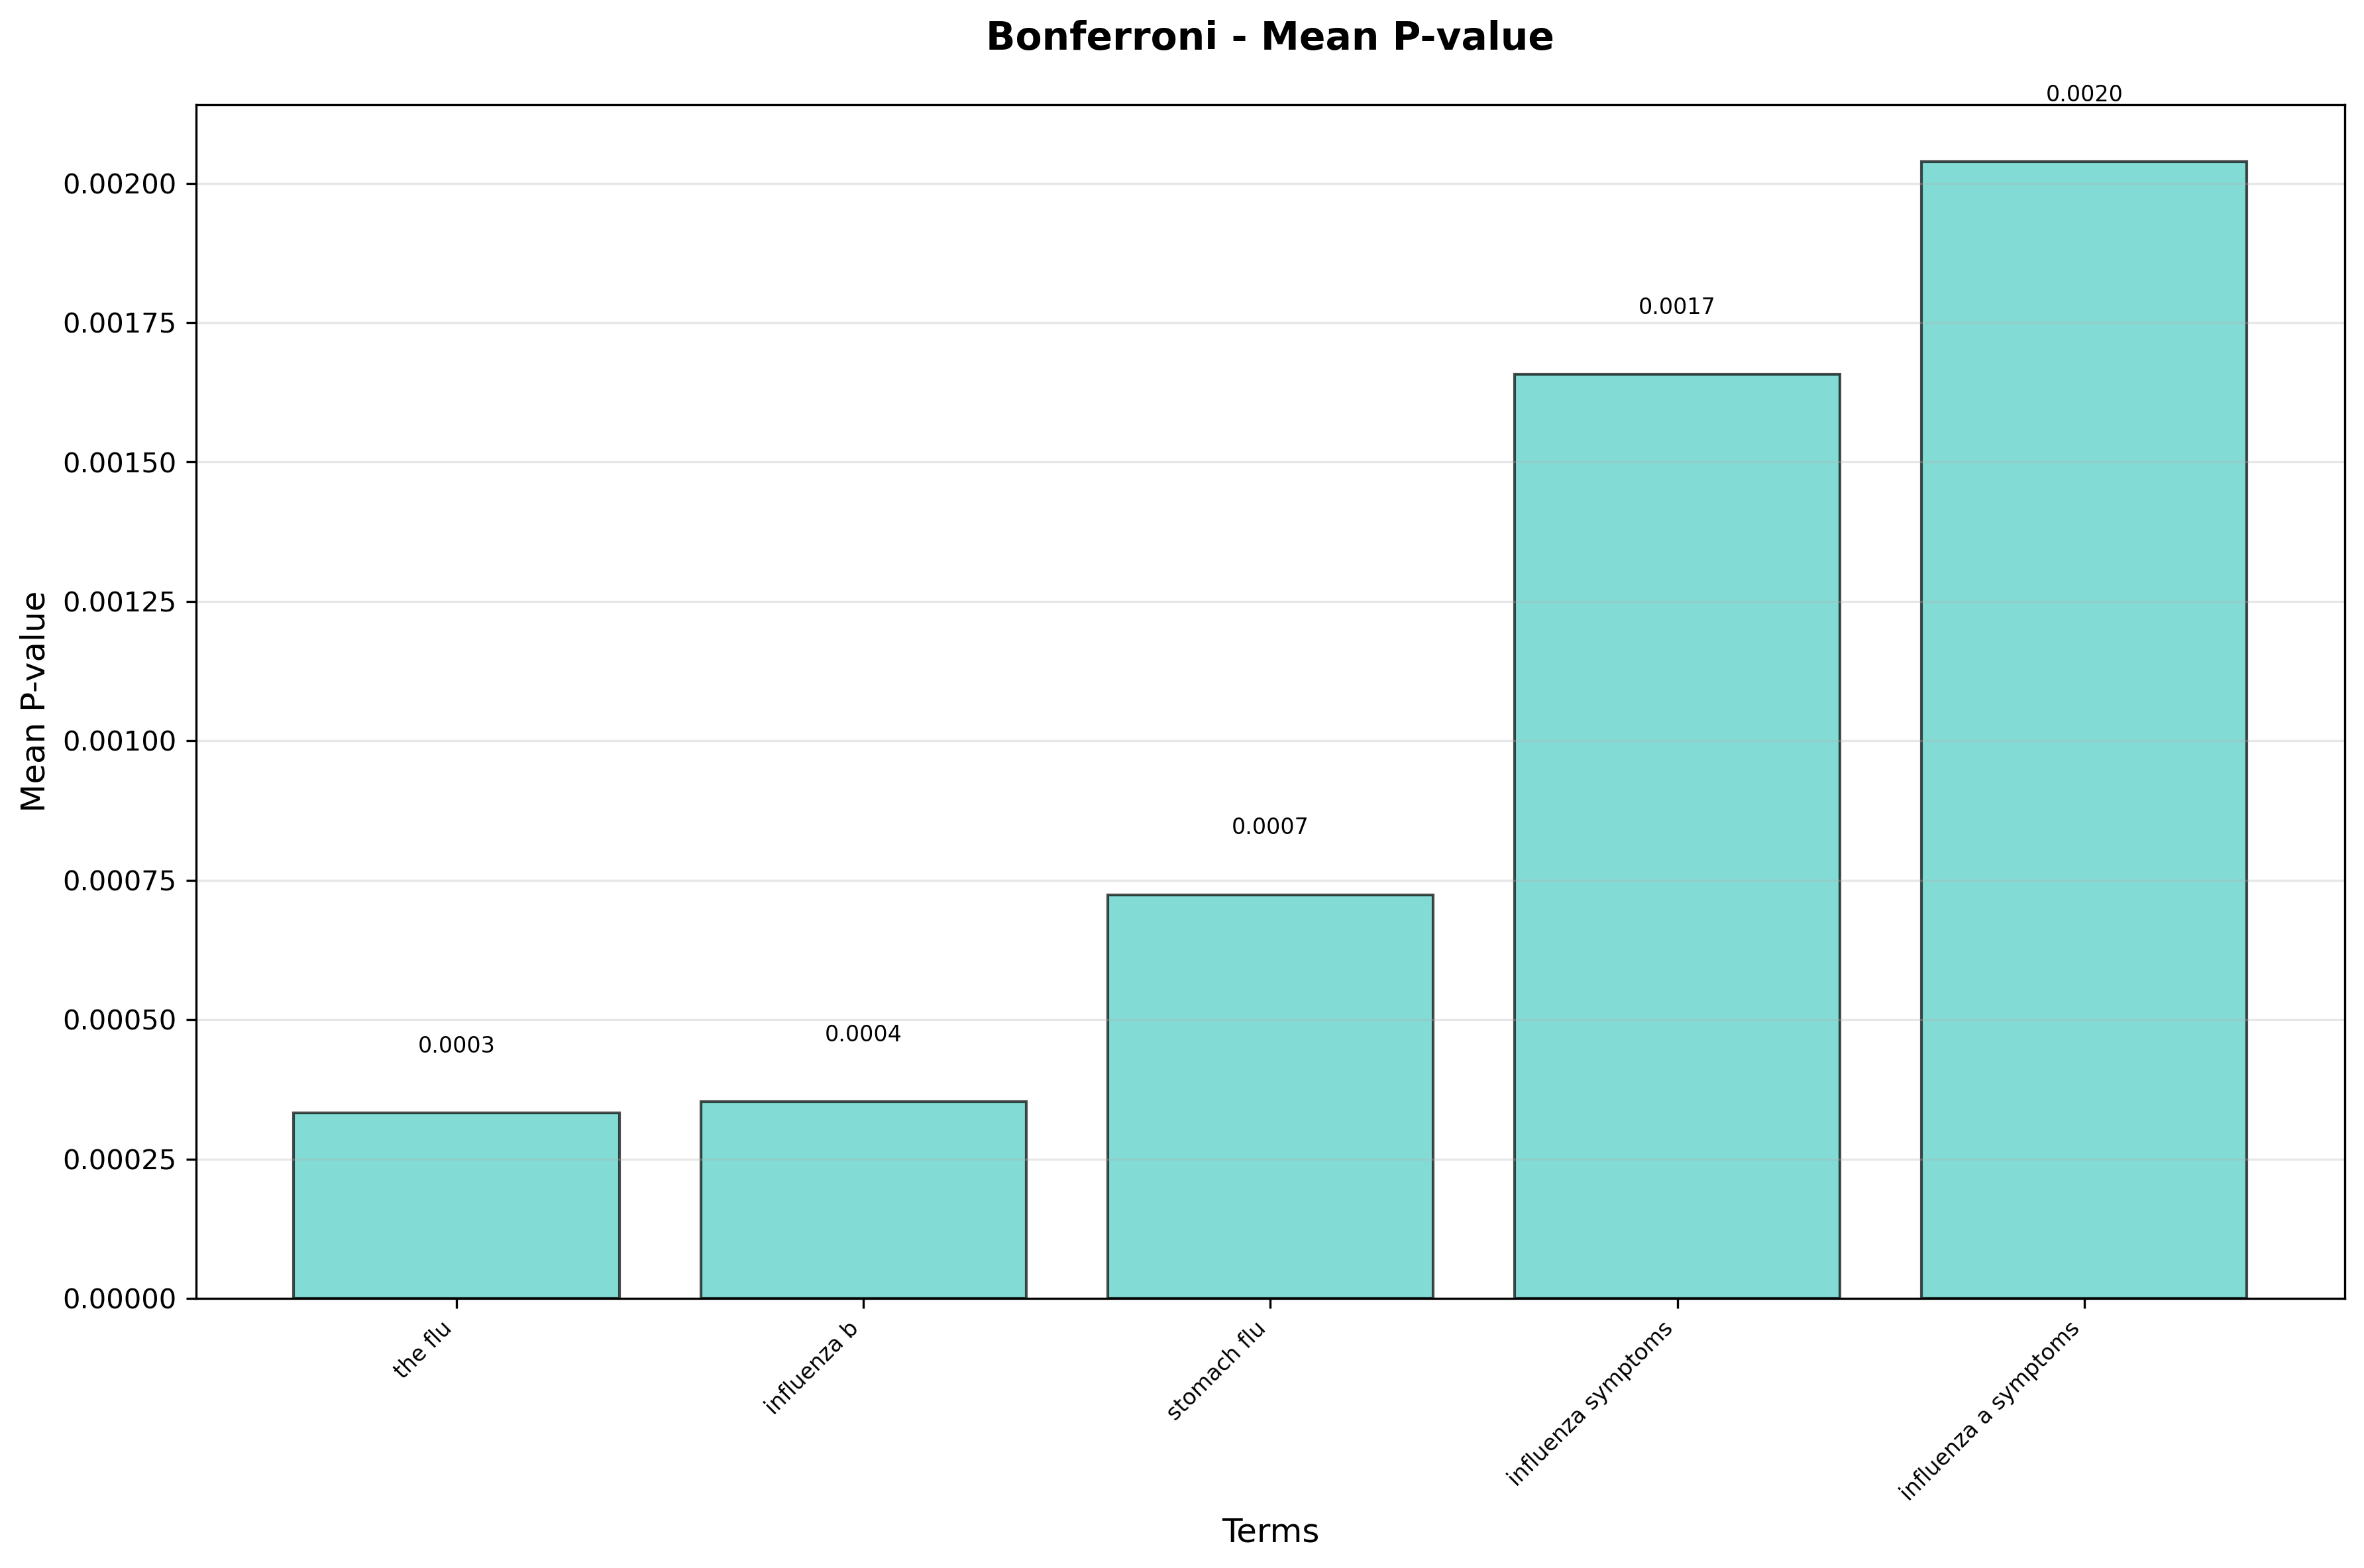 Bonferroni - Mean P-value
0.0020
0.00200
0.0017
0.00175
0.00150
0.00125
Mean P-value
0.00100
0.0007
0.00075
0.00050
0.0003
0.0004
0.00025
0.00000
the flu
influenza b
stomach flu
influenza symptoms
influenza a symptoms
Terms